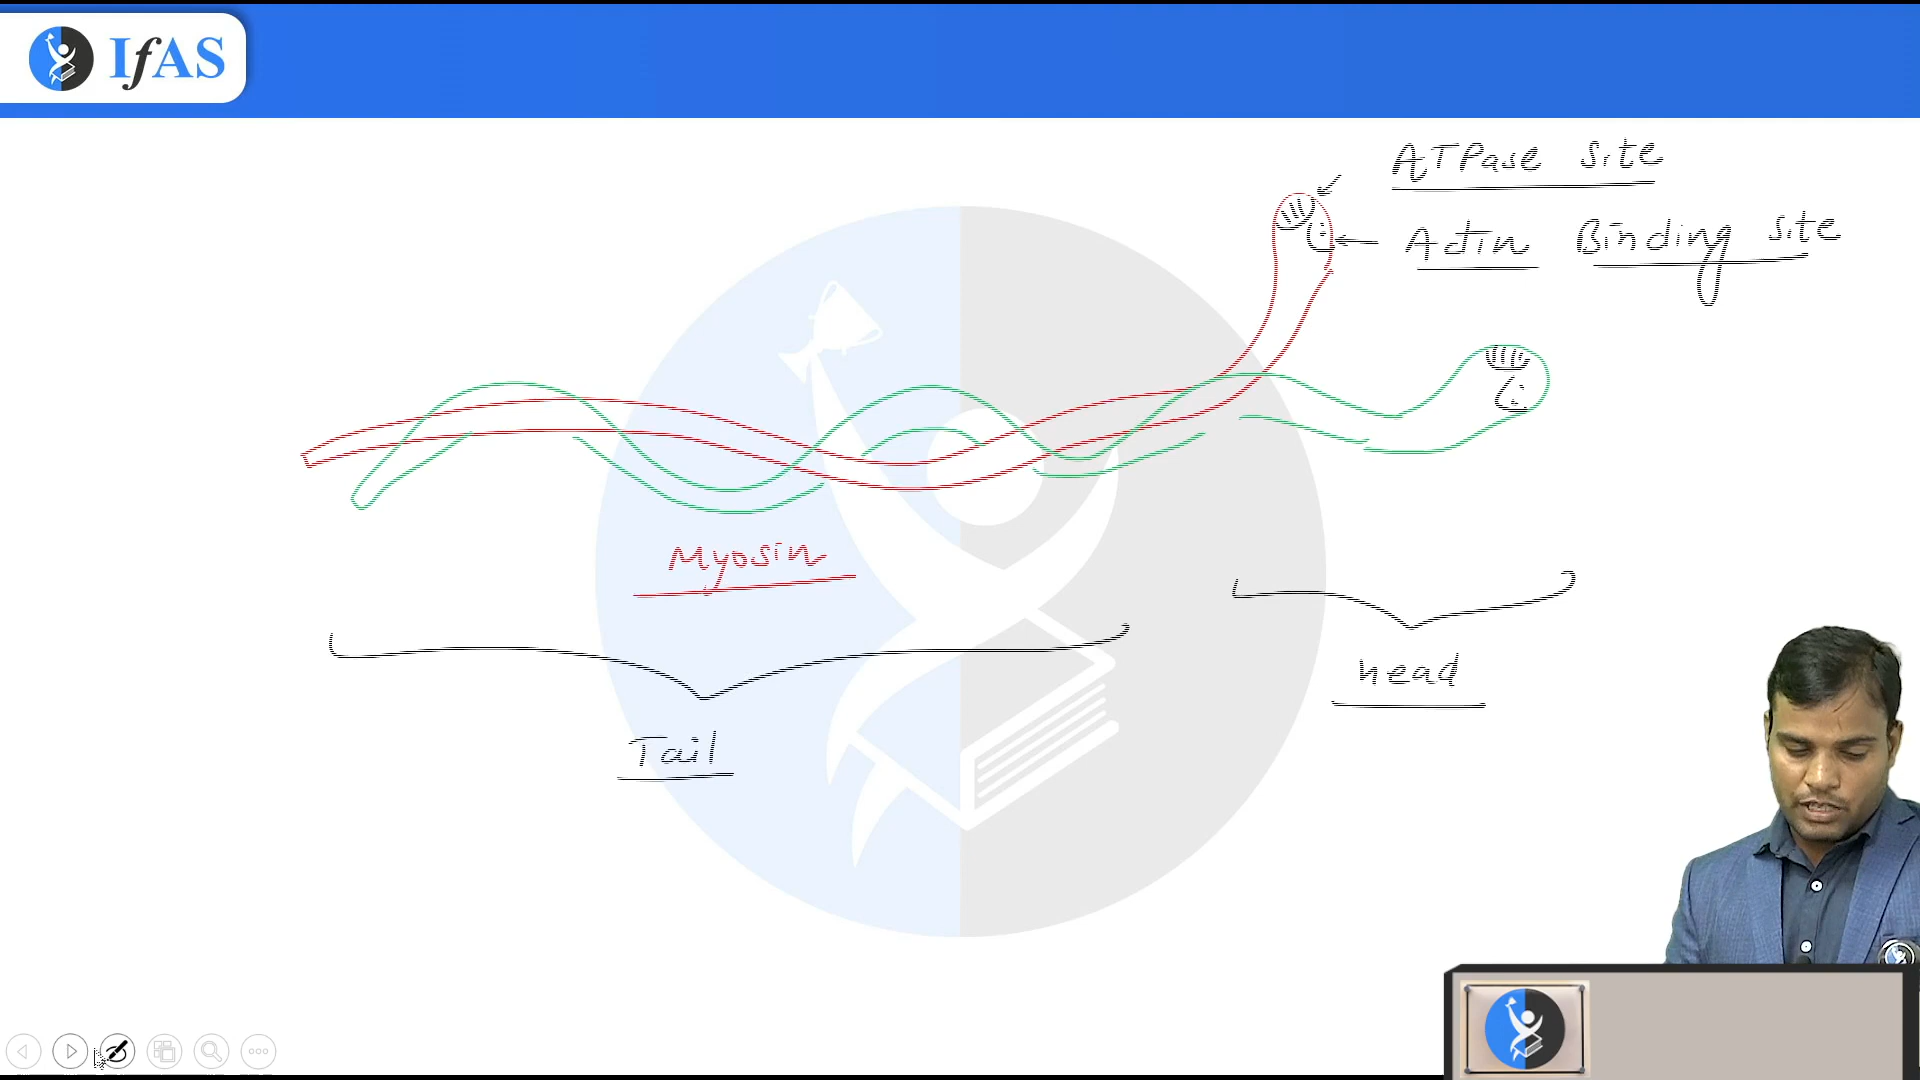 IfAS
ATPase Site
Actin Binding Site
Myosin
head
Tail